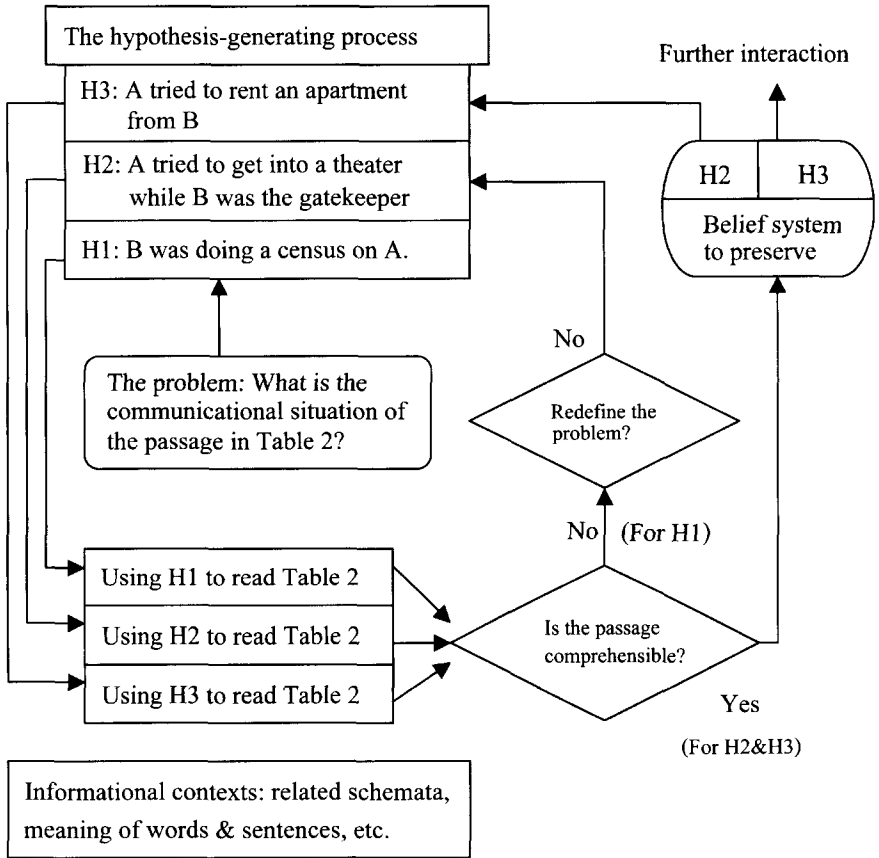 The hypothesis-generating process
Further interaction
H3: A tried to rent an apartment
from B
H2: A tried to get into a theater
while B was the gatekeeper
H1: B was doing a census on A.
H2
H3
Belief system
to preserve
No
The problem: What is the
communicational situation of
the passage in Table 2?
Redefine the
problem?
No (For H1)
Using H1 to read Table 2
Using H2 to read Table 2
Using H3 to read Table 2
Is the passage
comprehensible?
Yes
(For H2&H3)
Informational contexts: related schemata,
meaning of words & sentences, etc.